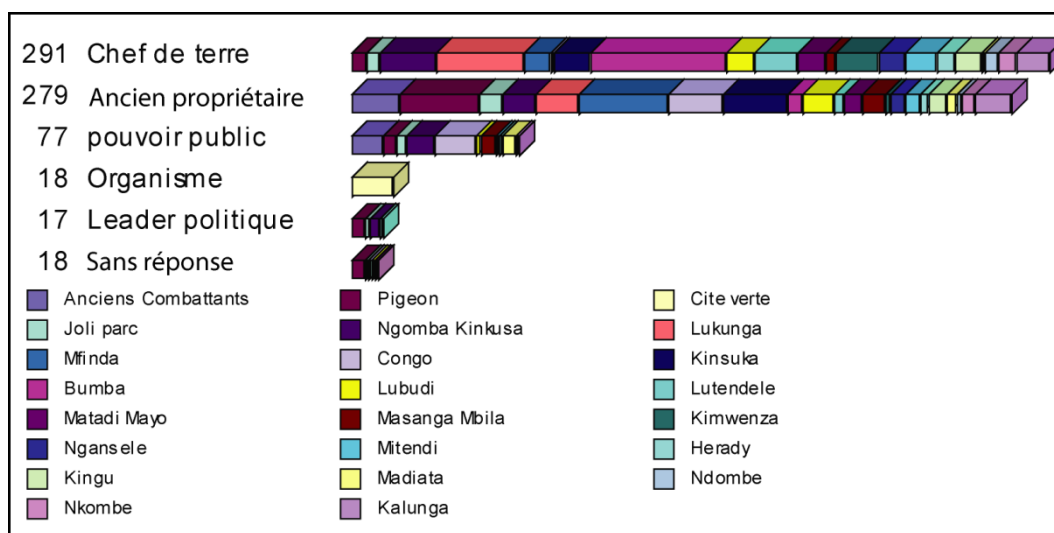 291 Chef de terre
279 Ancien propriétaire
77 pouvoir public
18 Organisme
17 Leader politique
18 Sans réponse
Anciens Combattants Pigeon Cite verte
Joli parc Ngomba Kinkusa Lukunga
Mfinda Congo Kinsuka
Bumba Lubudi Lutendele
Matadi Mayo Masanga Mbila Kimwenza
Ngansele Mitendi Herady
Kingu Madiata Ndombe
Nkombe Kalunga